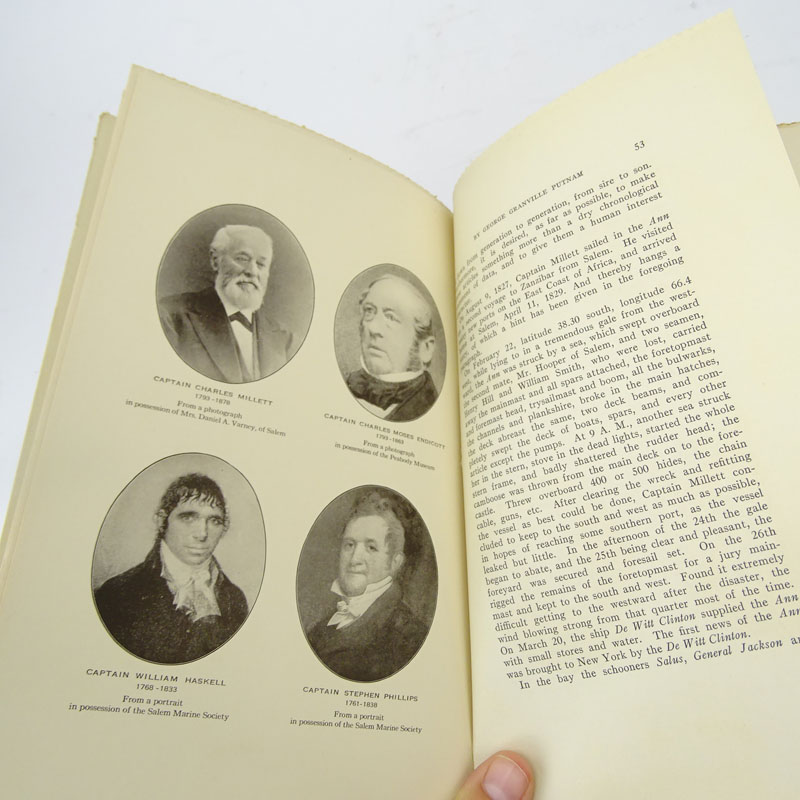 CAPTAIN CHARLES MILLETT
1793-1876
From a photograph
in possession of Mrs. Daniel A. Varney, of Salem
CAPTAIN CHARLES MOSES ENDICOTT
1793-1863
From a photograph
in possession of the Peabody Museum
CAPTAIN WILLIAM HASKELL
1768-1833
From a portrait
in possession of the Salem Marine Society
CAPTAIN STEPHEN PHILLIPS
1761-1838
From a portrait
in possession of the Salem Marine Society
BY GEORGE GRANVILLE PUTNAM 53
from generation to generation, from sire to son.
it is desired, as far as possible, to make
articles something more than a dry chronological
of data, and to give them a human interest
August 9, 1827, Captain Millett sailed in the Ann
second voyage to Zanzibar from Salem. He visited
new ports on the East Coast of Africa, and arrived
at Salem, April 11, 1829. And thereby hangs a
of which a hint has been given in the foregoing
February 22, latitude 38.30 south, longitude 66.4
while lying to in a tremendous gale from the west-
the Ann was struck by a sea, which swept overboard
second mate, Mr. Hooper of Salem, and two seamen,
Henry Hill and William Smith, who were lost, carried
away the mainmast and all spars attached, the foretopmast
and foremast head, trysailmast and boom, all the bulwarks,
channels and plankshire, broke in the main hatches,
the deck abreast the same, two deck beams, and com-
pletely swept the deck of boats, spars, and every other
article except the pumps. At 9 A. M., another sea struck
her in the stern, stove in the dead lights, started the whole
stern frame, and badly shattered the rudder head; the
camboose was thrown from the main deck on to the fore-
castle. Threw overboard 400 or 500 hides, the chain
cable, guns, etc. After clearing the wreck and refitting
the vessel as best could be done, Captain Millett con-
cluded to keep to the south and west as much as possible,
in hopes of reaching some southern port, as the vessel
leaked but little. In the afternoon of the 24th the gale
began to abate, and the 25th being clear and pleasant, the
foreyard was secured and foresail set. On the 26th
rigged the remains of the foretopmast for a jury main-
mast and kept to the south and west. Found it extremely
difficult getting to the westward after the disaster, the
wind blowing strong from that quarter most of the time.
On March 20, the ship De Witt Clinton supplied the Ann
with small stores and water. The first news of the Ann
was brought to New York by the De Witt Clinton.
In the bay the schooners Salus, General Jackson an